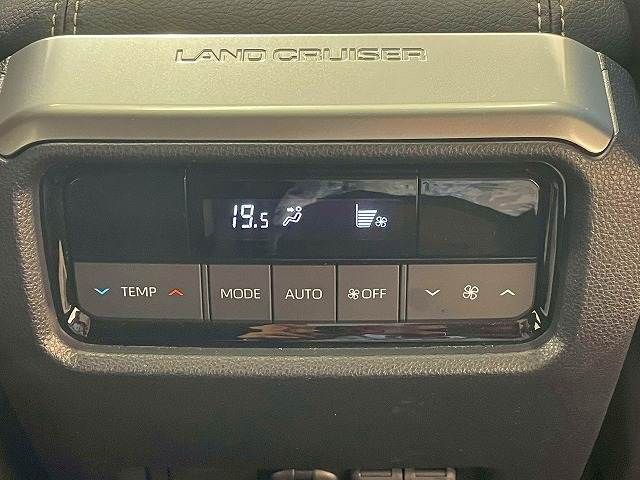 LAND CRUISER
19.5
TEMP MODE AUTO OFF